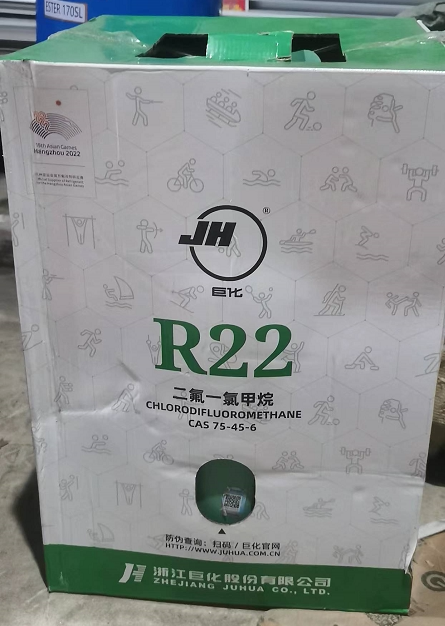 ESTER 170SL
19th Asian Games
Hangzhou 2022
JH
®
巨化
R22
二氟一氯甲烷
CHLORODIFLUOROMETHANE
CAS 75-45-6
防伪查询：扫码 / 巨化官网
HTTP://WWW.JUHUA.COM.CN
浙江巨化股份有限公司
ZHEJIANG JUHUA CO., LTD.